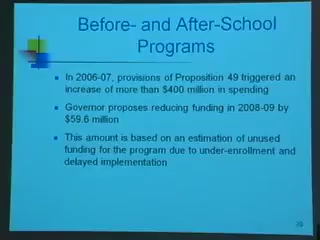 Before- and After-School
Programs
In 2006-07, provisions of Proposition 49 triggered an
increase of more than $400 million in spending
Governor proposes reducing funding in 2008-09 by
$59.6 million
This amount is based on an estimation of unused
funding for the program due to under-enrollment and
delayed implementation